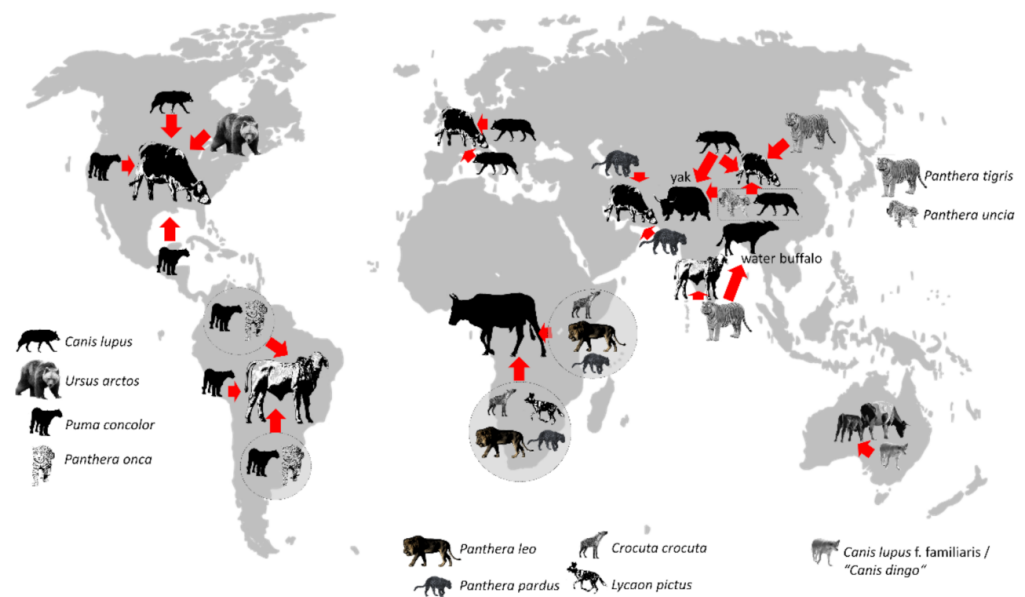 yak
Panthera tigris
Panthera uncia
water buffalo
Canis lupus
Ursus arctos
Puma concolor
Panthera onca
Panthera leo
Crocuta crocuta
Panthera pardus
Lycaon pictus
Canis lupus f. familiaris /
“Canis dingo“